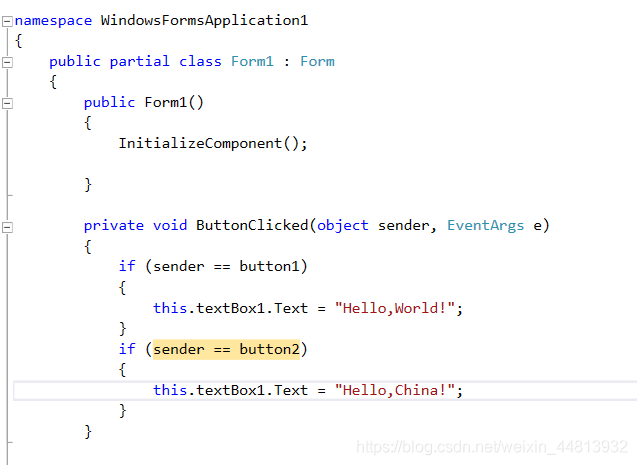 namespace WindowsFormsApplication1
{
    public partial class Form1 : Form
    {
        public Form1()
        {
            InitializeComponent();
        }
        private void ButtonClicked(object sender, EventArgs e)
        {
            if (sender == button1)
            {
                this.textBox1.Text = "Hello,World!";
            }
            if (sender == button2)
            {
                this.textBox1.Text = "Hello,China!";
            }
        }
https://blog.csdn.net/weixin_44813932